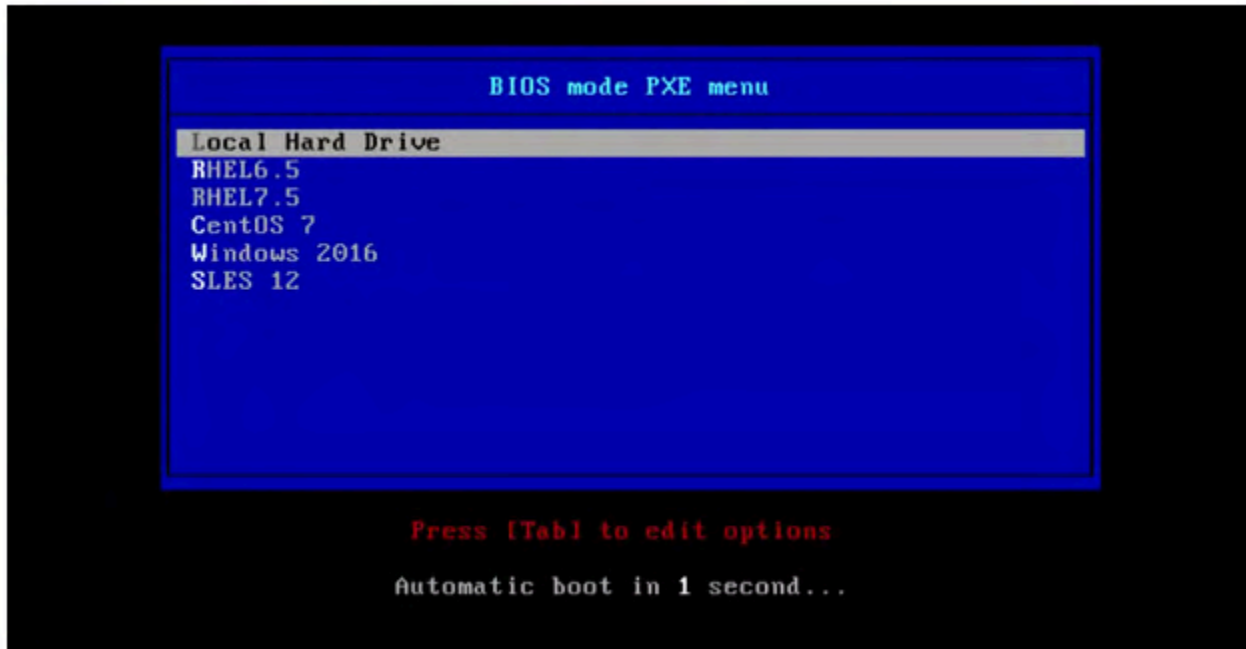 BIOS mode PXE menu
Local Hard Drive
RHEL6.5
RHEL7.5
CentOS 7
Windows 2016
SLES 12
Press [Tab] to edit options
Automatic boot in 1 second...